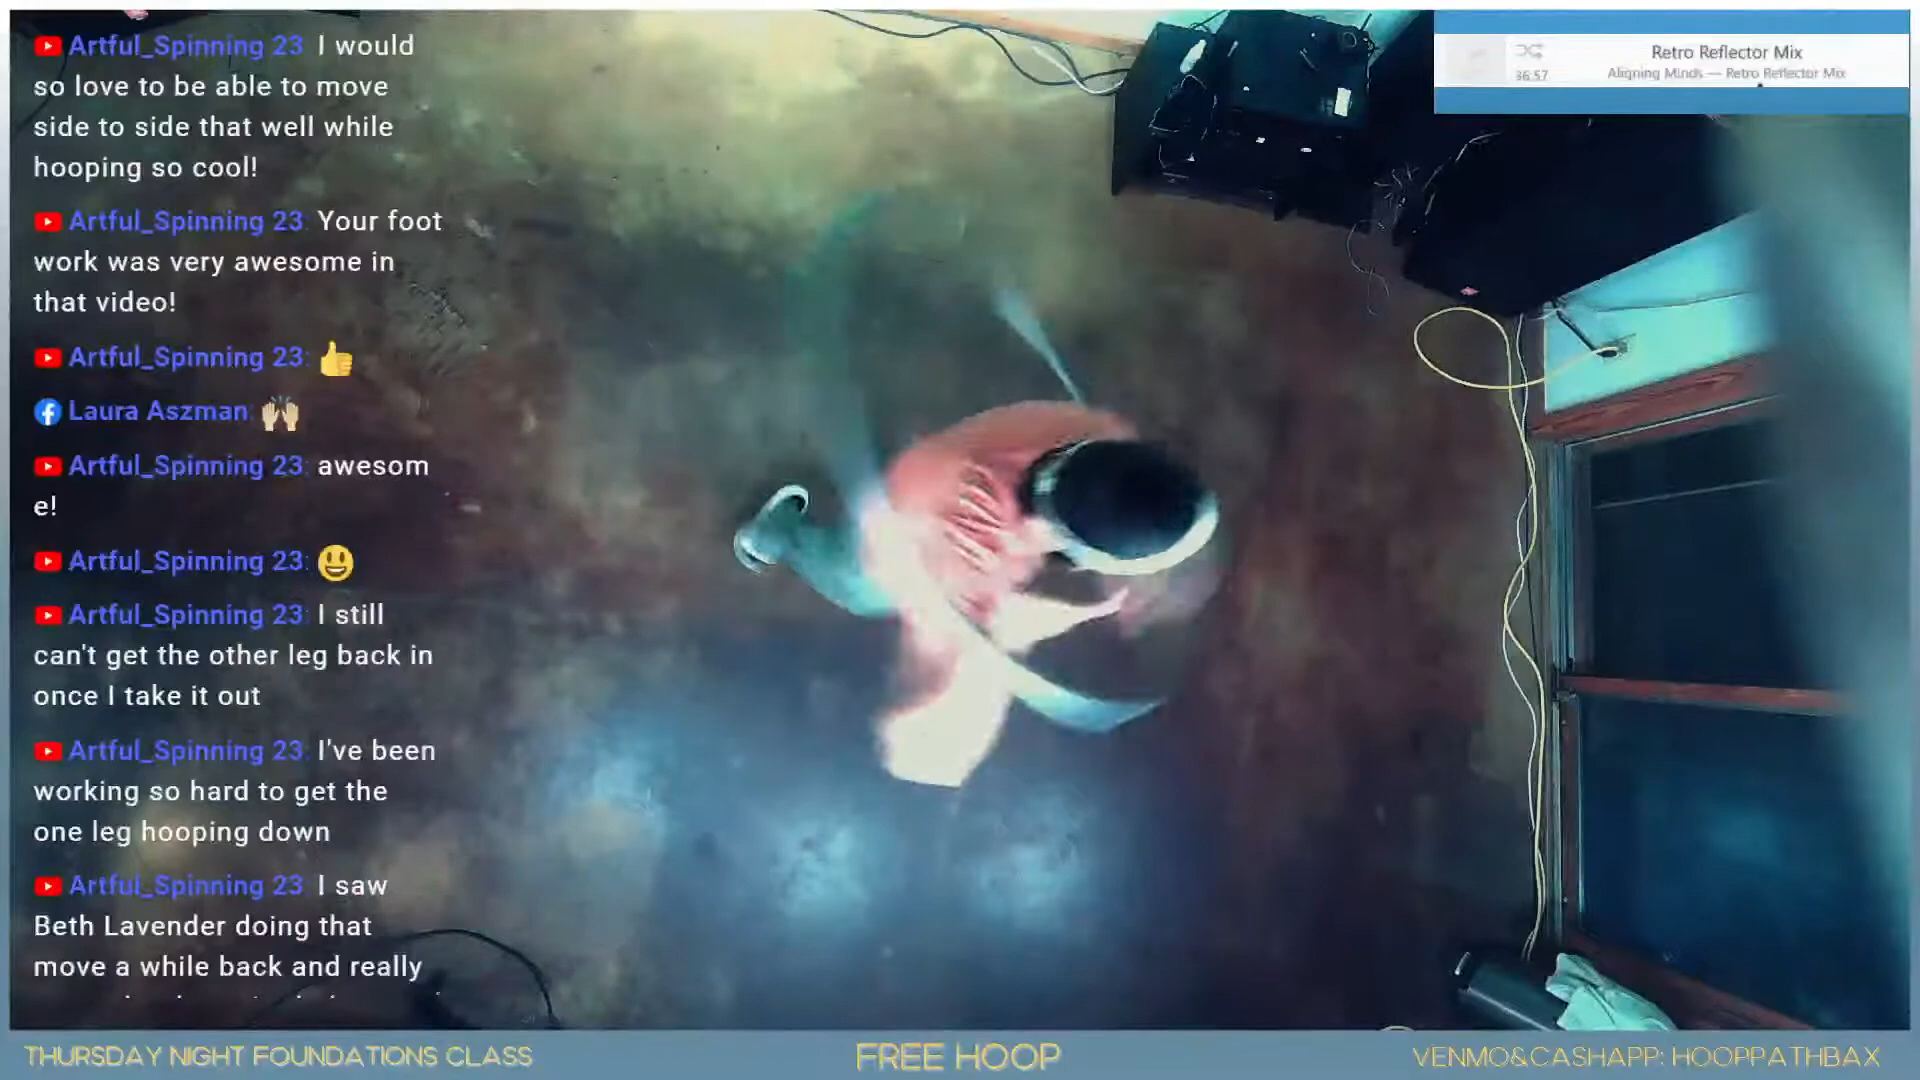 Artful_Spinning 23: I would
so love to be able to move
side to side that well while
hooping so cool!
Artful_Spinning 23: Your foot
work was very awesome in
that video!
Artful_Spinning 23: 👍
Laura Aszman: 🙌🏼
Artful_Spinning 23: awesom
e!
Artful_Spinning 23: 😃
Artful_Spinning 23: I still
can't get the other leg back in
once I take it out
Artful_Spinning 23: I've been
working so hard to get the
one leg hooping down
Artful_Spinning 23: I saw
Beth Lavender doing that
move a while back and really
Retro Reflector Mix
36:57
Aligning Minds — Retro Reflector Mix
THURSDAY NIGHT FOUNDATIONS CLASS
FREE HOOP
VENMO&CASHAPP: HOOPPATHBAX